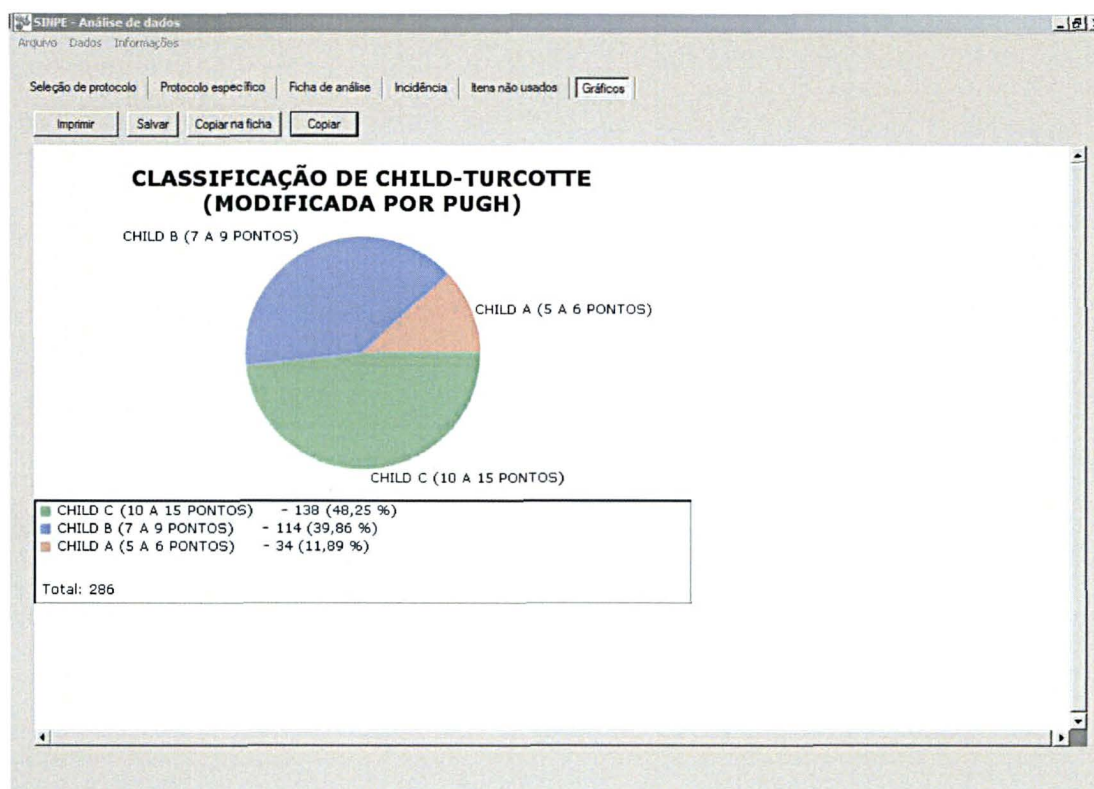 SINPE - Análise de dados
Arquivo Dados Informações
Seleção de protocolo Protocolo específico Ficha de análise Incidência Itens não usados Gráficos
Imprimir Salvar Copiar na ficha Copiar
CLASSIFICAÇÃO DE CHILD-TURCOTTE
(MODIFICADA POR PUGH)
CHILD B (7 A 9 PONTOS)
CHILD A (5 A 6 PONTOS)
CHILD C (10 A 15 PONTOS)
CHILD C (10 A 15 PONTOS) - 138 (48,25 %)
CHILD B (7 A 9 PONTOS) - 114 (39,86 %)
CHILD A (5 A 6 PONTOS) - 34 (11,89 %)
Total: 286